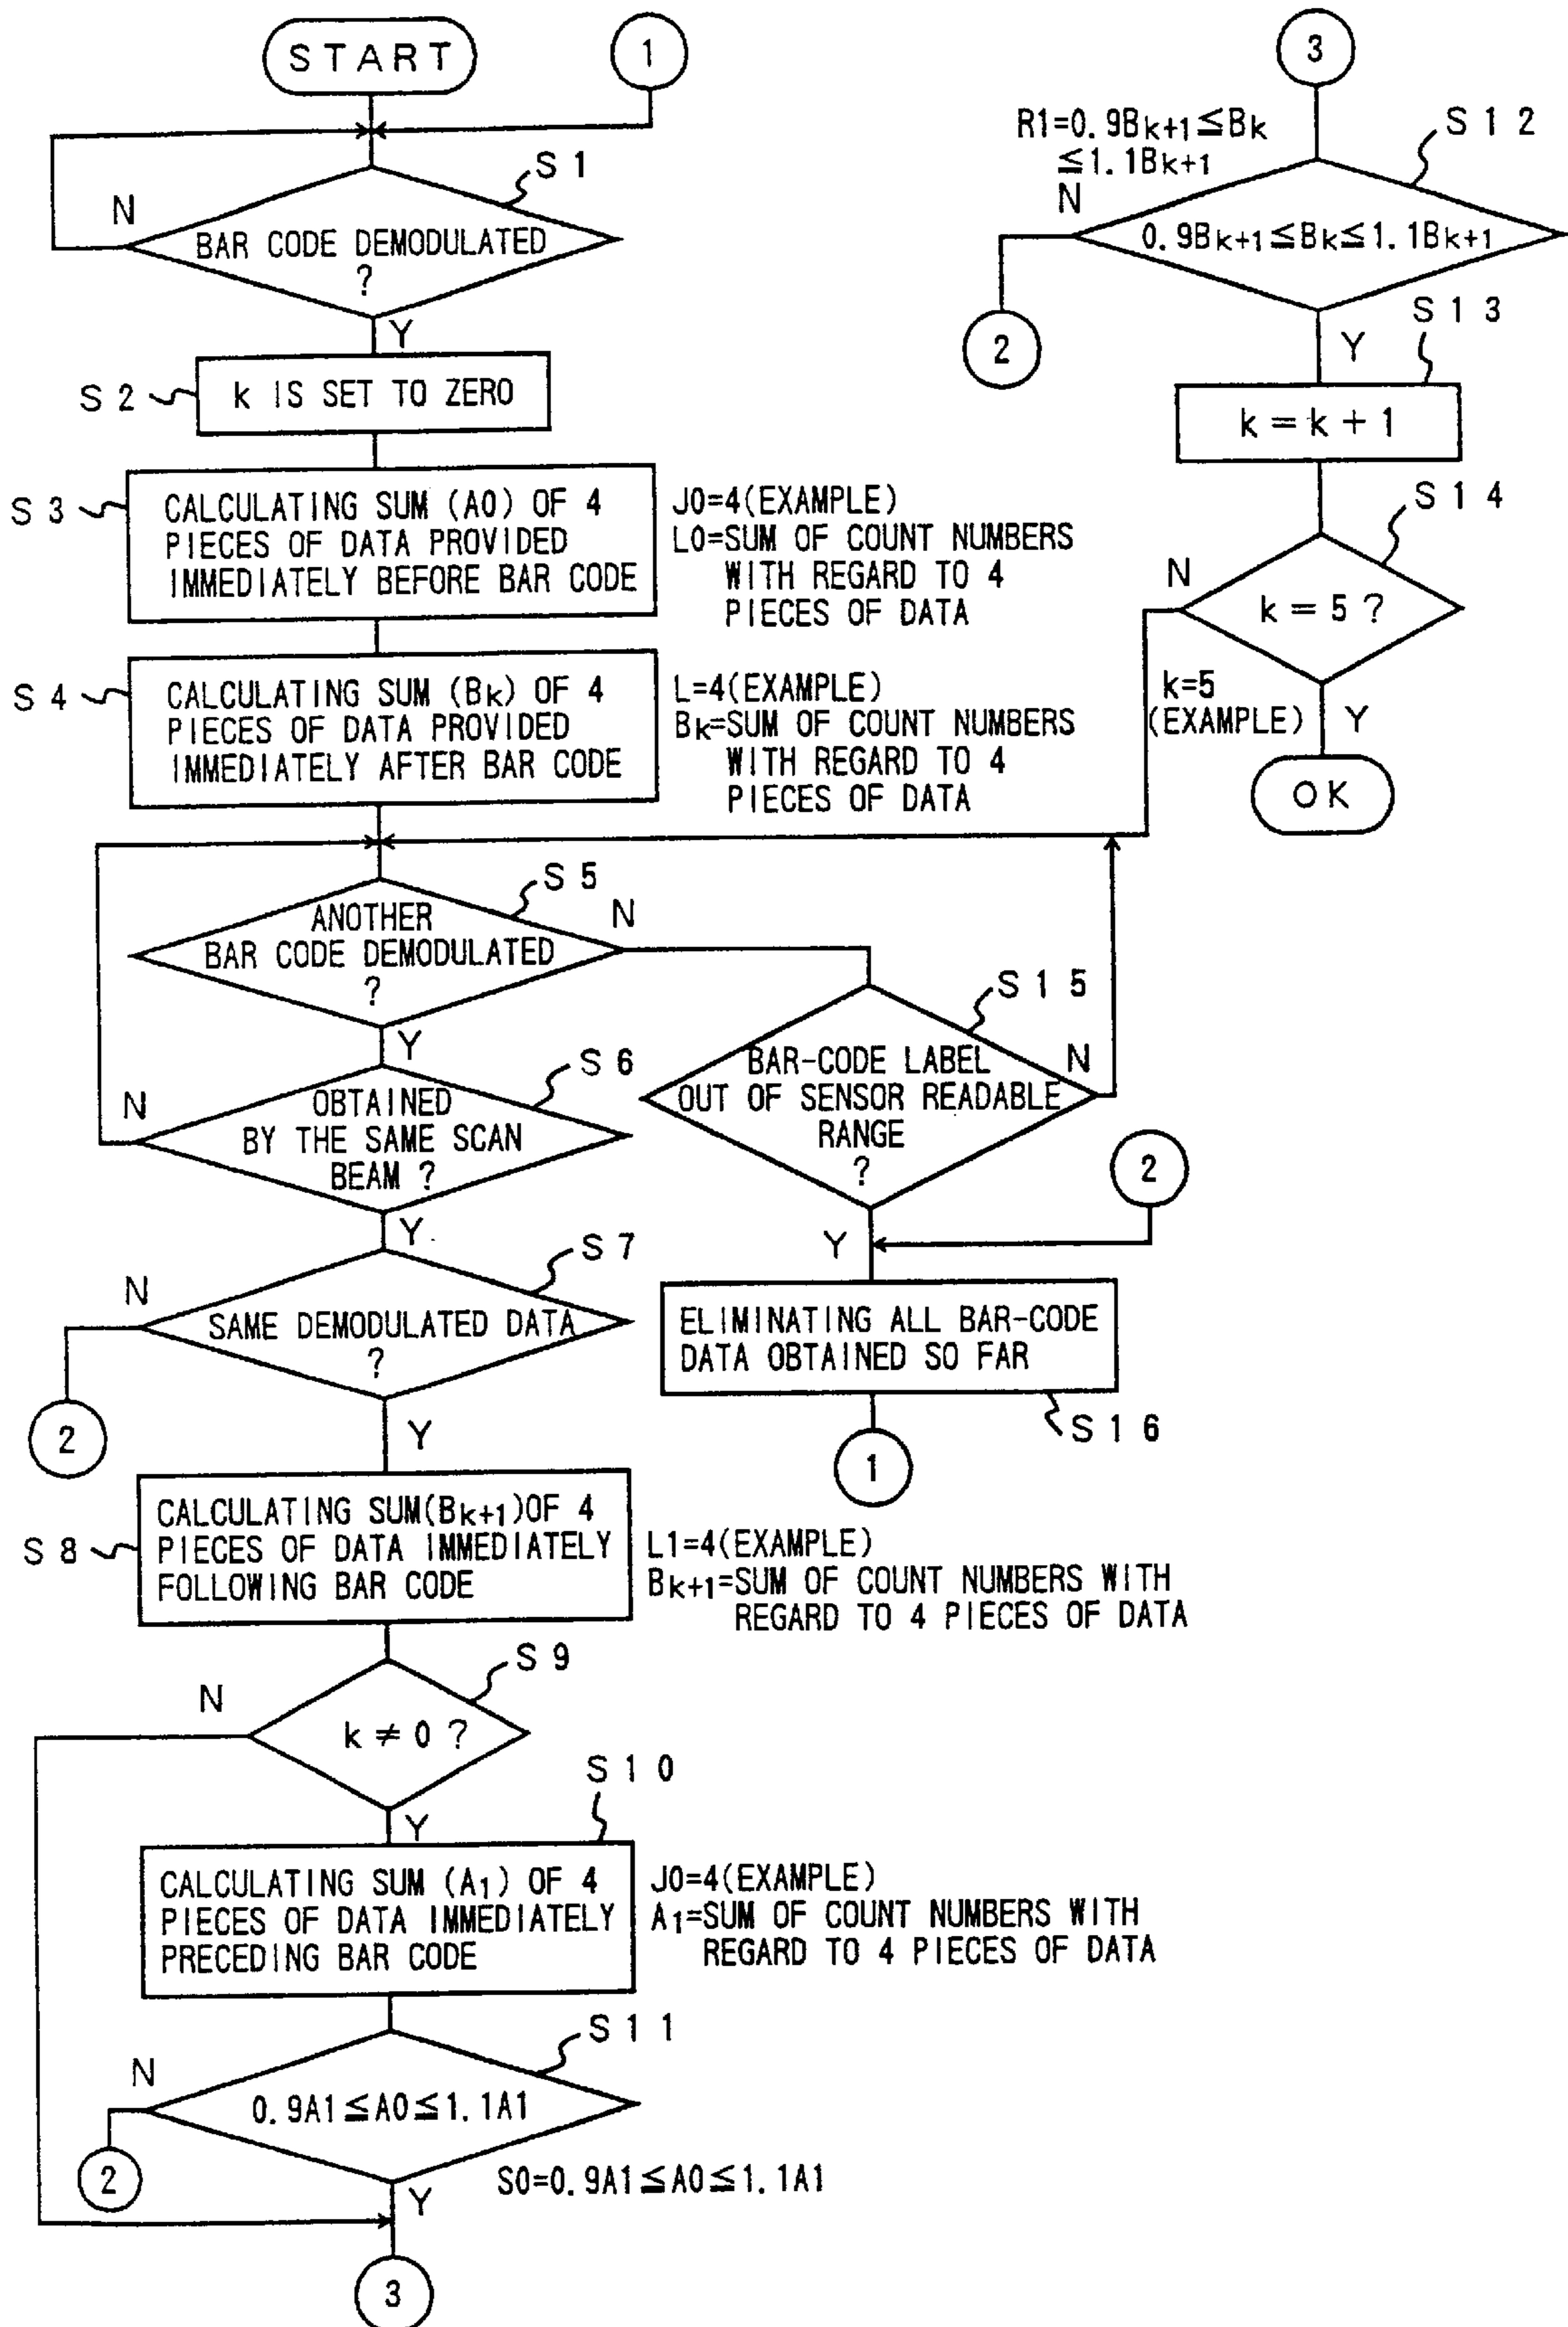 START
1
S1
N
BAR CODE DEMODULATED
?
Y
S2
k IS SET TO ZERO
S3
CALCULATING SUM (A0) OF 4
PIECES OF DATA PROVIDED
IMMEDIATELY BEFORE BAR CODE
J0=4(EXAMPLE)
L0=SUM OF COUNT NUMBERS
WITH REGARD TO 4
PIECES OF DATA
S4
CALCULATING SUM (Bk) OF 4
PIECES OF DATA PROVIDED
IMMEDIATELY AFTER BAR CODE
L=4(EXAMPLE)
Bk=SUM OF COUNT NUMBERS
WITH REGARD TO 4
PIECES OF DATA
S5
N
ANOTHER
BAR CODE DEMODULATED
?
Y
S6
N
OBTAINED
BY THE SAME SCAN
BEAM ?
Y
S7
N
SAME DEMODULATED DATA
?
2
Y
S8
CALCULATING SUM(Bk+1)OF 4
PIECES OF DATA IMMEDIATELY
FOLLOWING BAR CODE
L1=4(EXAMPLE)
Bk+1=SUM OF COUNT NUMBERS WITH
REGARD TO 4 PIECES OF DATA
S9
N
k ≠ 0 ?
Y
S10
CALCULATING SUM (A1) OF 4
PIECES OF DATA IMMEDIATELY
PRECEDING BAR CODE
J0=4(EXAMPLE)
A1=SUM OF COUNT NUMBERS WITH
REGARD TO 4 PIECES OF DATA
S11
N
0.9A1≦A0≦1.1A1
2
Y
S0=0.9A1≦A0≦1.1A1
3
S15
BAR-CODE LABEL
OUT OF SENSOR READABLE
RANGE
?
N
Y
2
ELIMINATING ALL BAR-CODE
DATA OBTAINED SO FAR
S16
1
3
R1=0.9Bk+1≦Bk
≦1.1Bk+1
S12
N
0.9Bk+1≦Bk≦1.1Bk+1
2
Y
S13
k = k + 1
S14
N
k = 5 ?
k=5
(EXAMPLE)
Y
OK